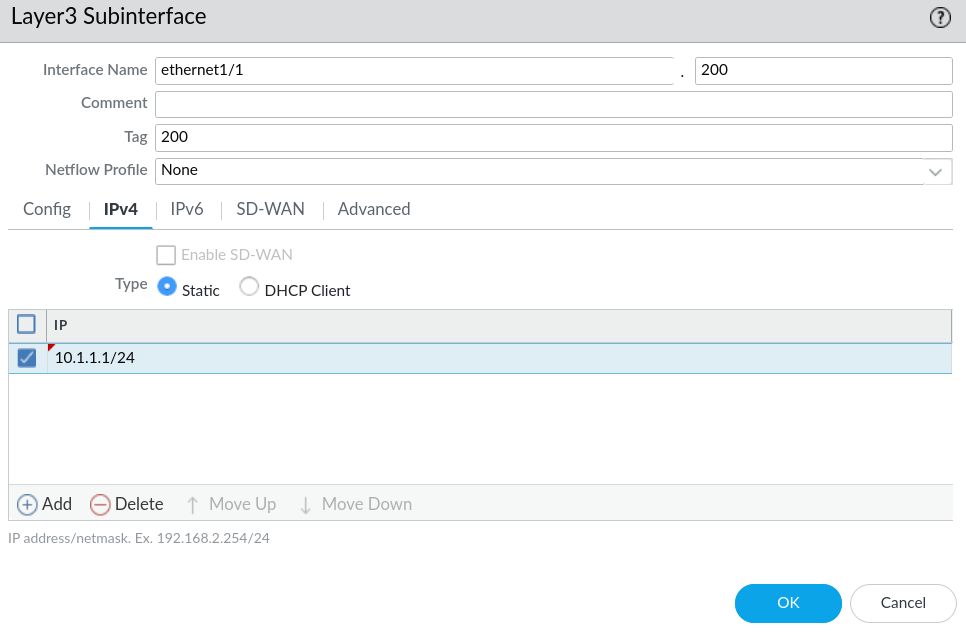 Layer3 Subinterface ?
Interface Name ethernet1/1 . 200
Comment
Tag 200
Netflow Profile None
Config IPv4 IPv6 SD-WAN Advanced
Enable SD-WAN
Type Static DHCP Client
IP
10.1.1.1/24
Add Delete Move Up Move Down
IP address/netmask. Ex. 192.168.2.254/24
OK Cancel